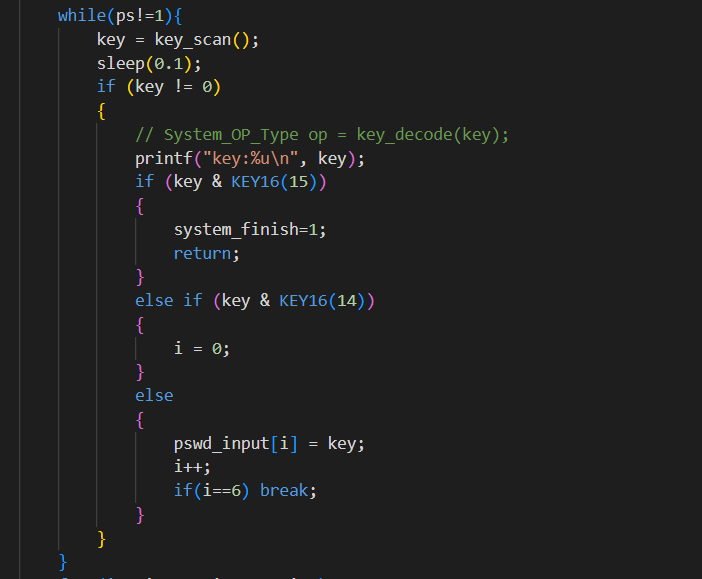 while(ps!=1){
key = key_scan();
sleep(0.1);
if (key != 0)
{
// System_OP_Type op = key_decode(key);
printf("key:%u\n", key);
if (key & KEY16(15))
{
system_finish=1;
return;
}
else if (key & KEY16(14))
{
i = 0;
}
else
{
pswd_input[i] = key;
i++;
if(i==6) break;
}
}
}